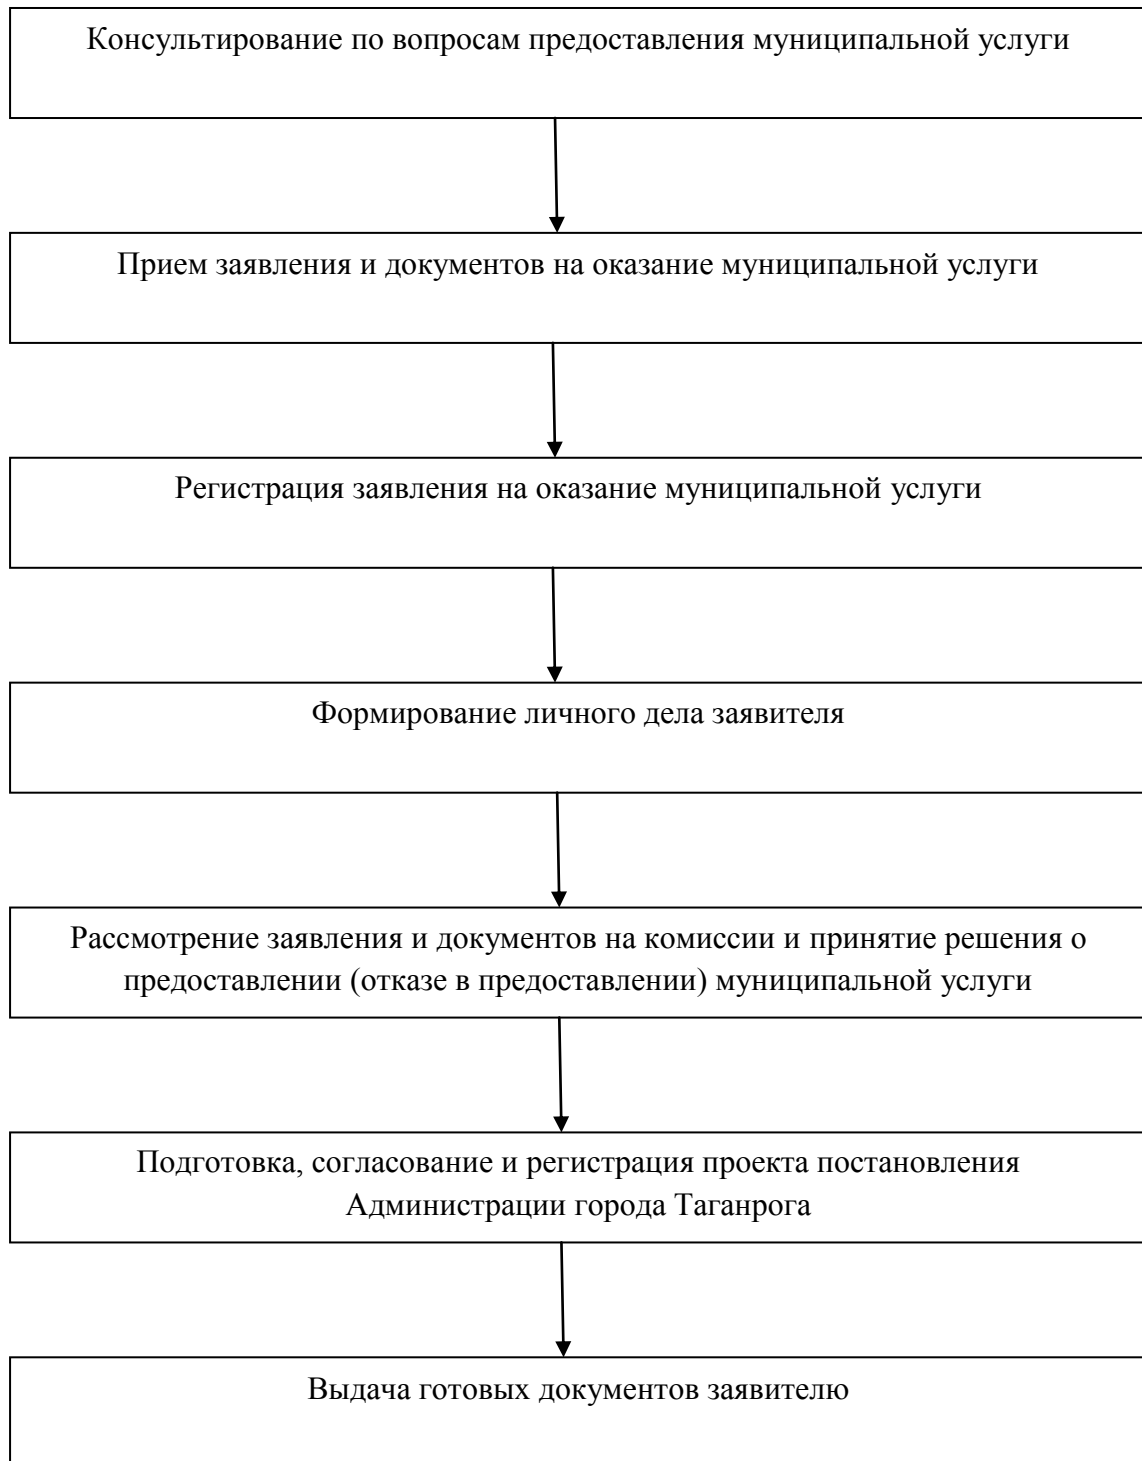 Консультирование по вопросам предоставления муниципальной услуги
Прием заявления и документов на оказание муниципальной услуги
Регистрация заявления на оказание муниципальной услуги
Формирование личного дела заявителя
Рассмотрение заявления и документов на комиссии и принятие решения о
предоставлении (отказе в предоставлении) муниципальной услуги
Подготовка, согласование и регистрация проекта постановления
Администрации города Таганрога
Выдача готовых документов заявителю